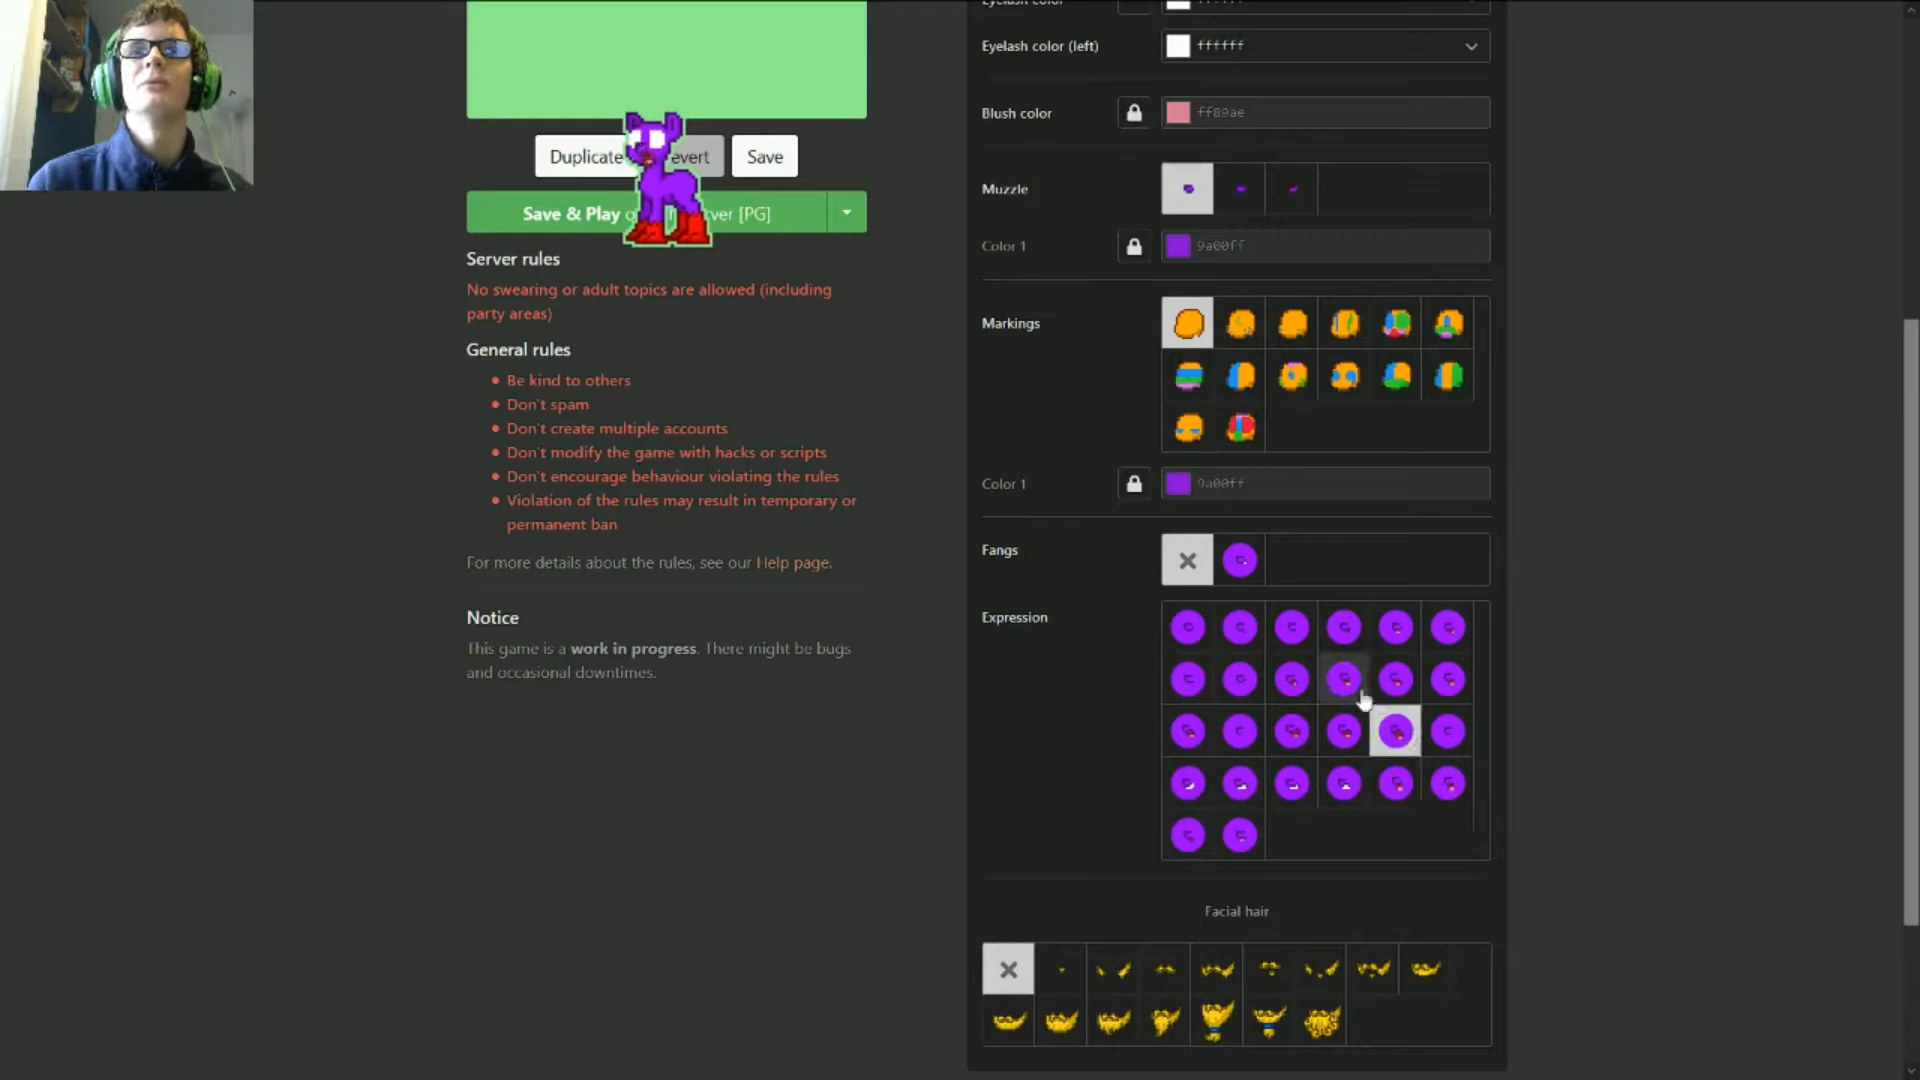 Eyelash color (left)
ffffff
Blush color
ff89ae
Duplicate
evert
Save
Save & Play
ver [PG]
Muzzle
Color 1
9a00ff
Server rules
No swearing or adult topics are allowed (including
party areas)
General rules
Be kind to others
Don't spam
Don't create multiple accounts
Don't modify the game with hacks or scripts
Don't encourage behaviour violating the rules
Violation of the rules may result in temporary or
permanent ban
For more details about the rules, see our Help page.
Notice
This game is a work in progress. There might be bugs
and occasional downtimes.
Markings
Color 1
9a00ff
Fangs
Expression
Facial hair